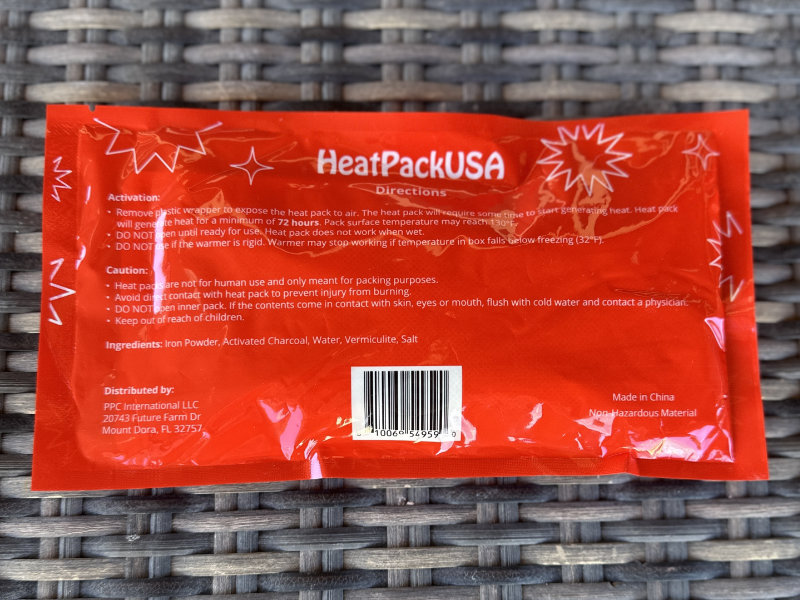 HeatPackUSA
Directions
Activation:
• Remove plastic wrapper to expose the heat pack to air. The heat pack will require some time to start generating heat. Heat pack
will generate heat for a minimum of 72 hours. Pack surface temperature may reach 130°F.
• DO NOT open until ready for use. Heat pack does not work when wet.
• DO NOT use if the warmer is rigid. Warmer may stop working if temperature in box falls below freezing (32°F).
Caution:
• Heat packs are not for human use and only meant for packing purposes.
• Avoid direct contact with heat pack to prevent injury from burning.
• DO NOT open inner pack. If the contents come in contact with skin, eyes or mouth, flush with cold water and contact a physician.
• Keep out of reach of children.
Ingredients: Iron Powder, Activated Charcoal, Water, Vermiculite, Salt
Distributed by:
PPC International LLC
20743 Future Farm Dr
Mount Dora, FL 32757
Made in China
Non-Hazardous Material